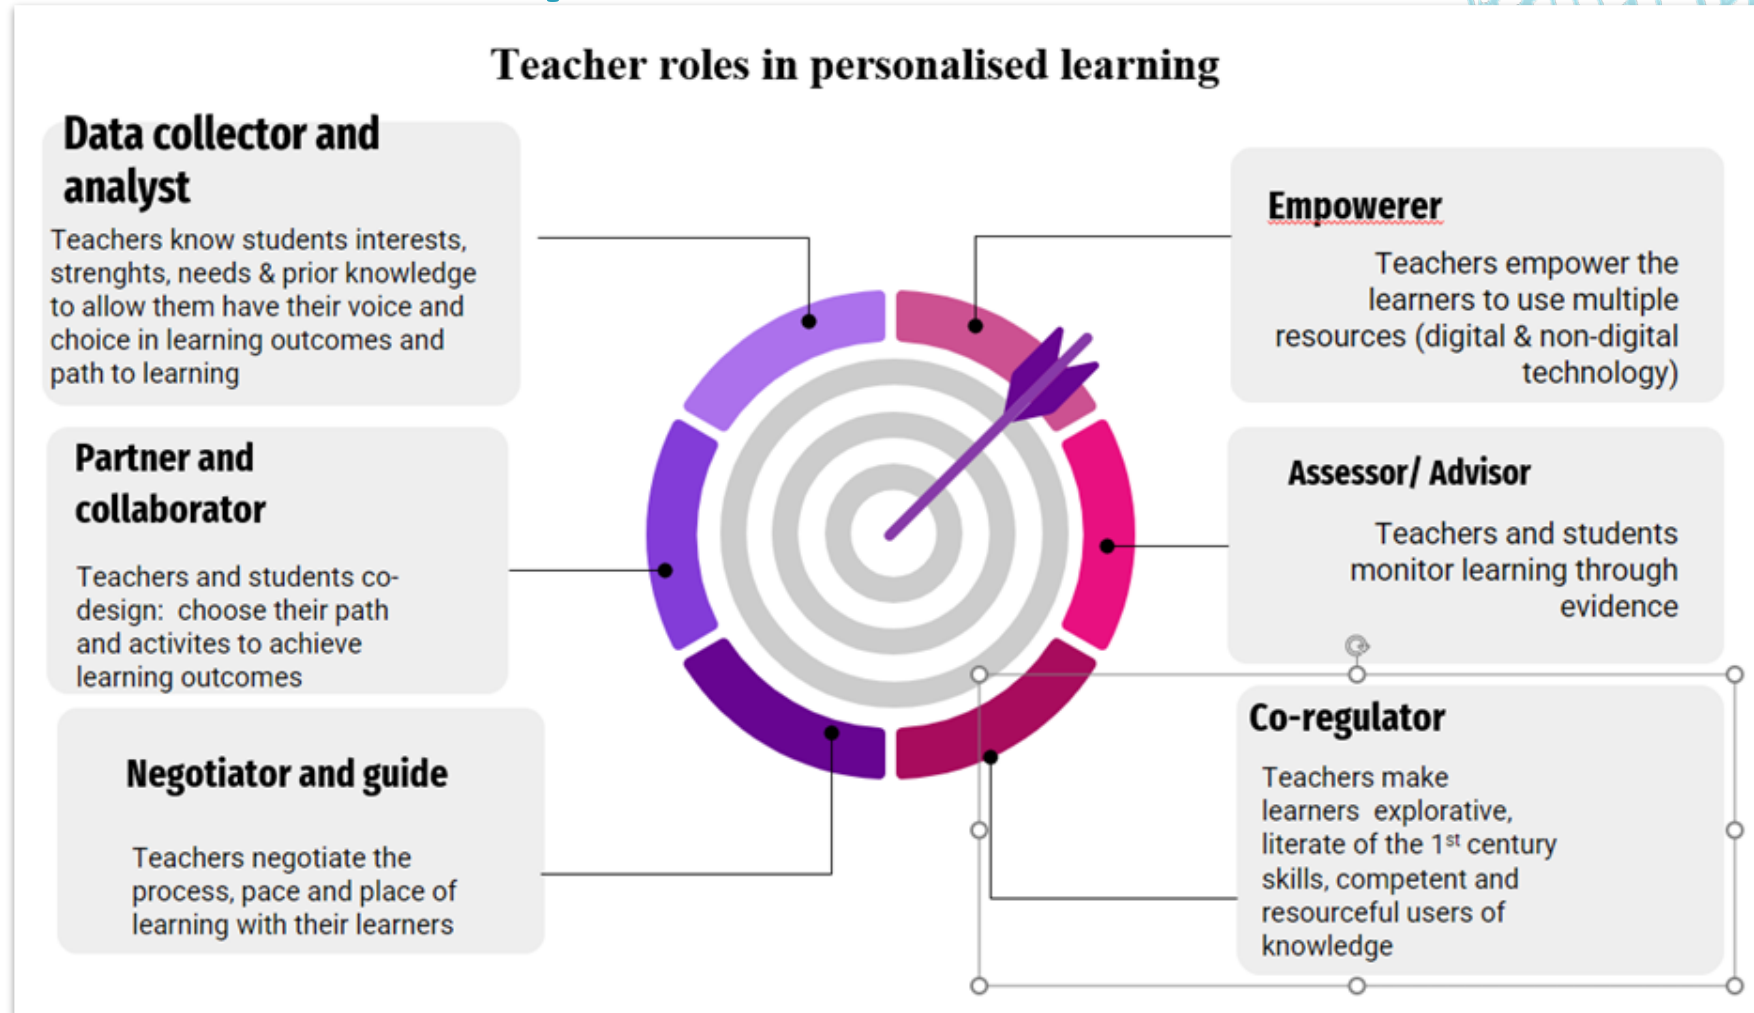 Teacher roles in personalised learning
Data collector and
analyst
Teachers know students interests,
strenghts, needs & prior knowledge
to allow them have their voice and
choice in learning outcomes and
path to learning
Partner and
collaborator
Teachers and students co-
design:  choose their path
and activites to achieve
learning outcomes
Negotiator and guide
Teachers negotiate the
process, pace and place of
learning with their learners
Empowerer
Teachers empower the
learners to use multiple
resources (digital & non-digital
technology)
Assessor/ Advisor
Teachers and students
monitor learning through
evidence
Co-regulator
Teachers make
learners  explorative,
literate of the 1st century
skills, competent and
resourceful users of
knowledge